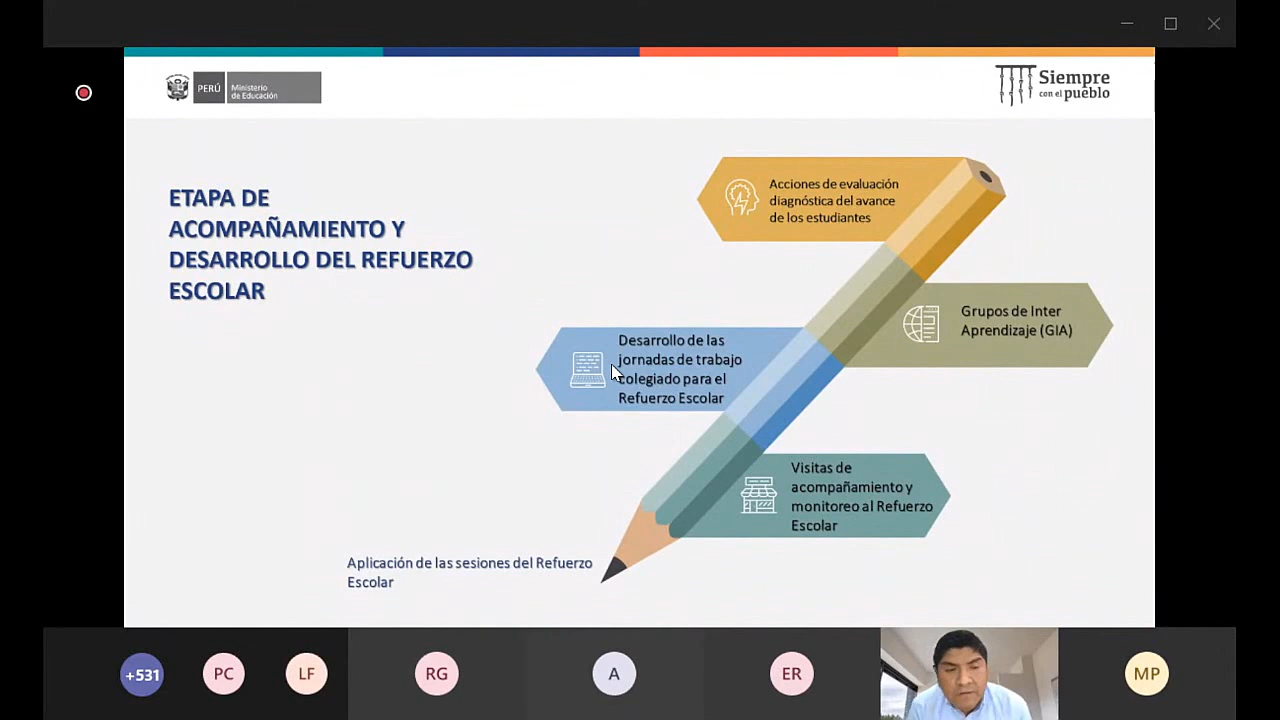 PERÚ
Ministerio
de Educación
Siempre
con el pueblo
ETAPA DE
ACOMPAÑAMIENTO Y
DESARROLLO DEL REFUERZO
ESCOLAR
Acciones de evaluación
diagnóstica del avance
de los estudiantes
Grupos de Inter
Aprendizaje (GIA)
Desarrollo de las
jornadas de trabajo
colegiado para el
Refuerzo Escolar
Visitas de
acompañamiento y
monitoreo al Refuerzo
Escolar
Aplicación de las sesiones del Refuerzo
Escolar
+531
PC
LF
RG
A
ER
MP